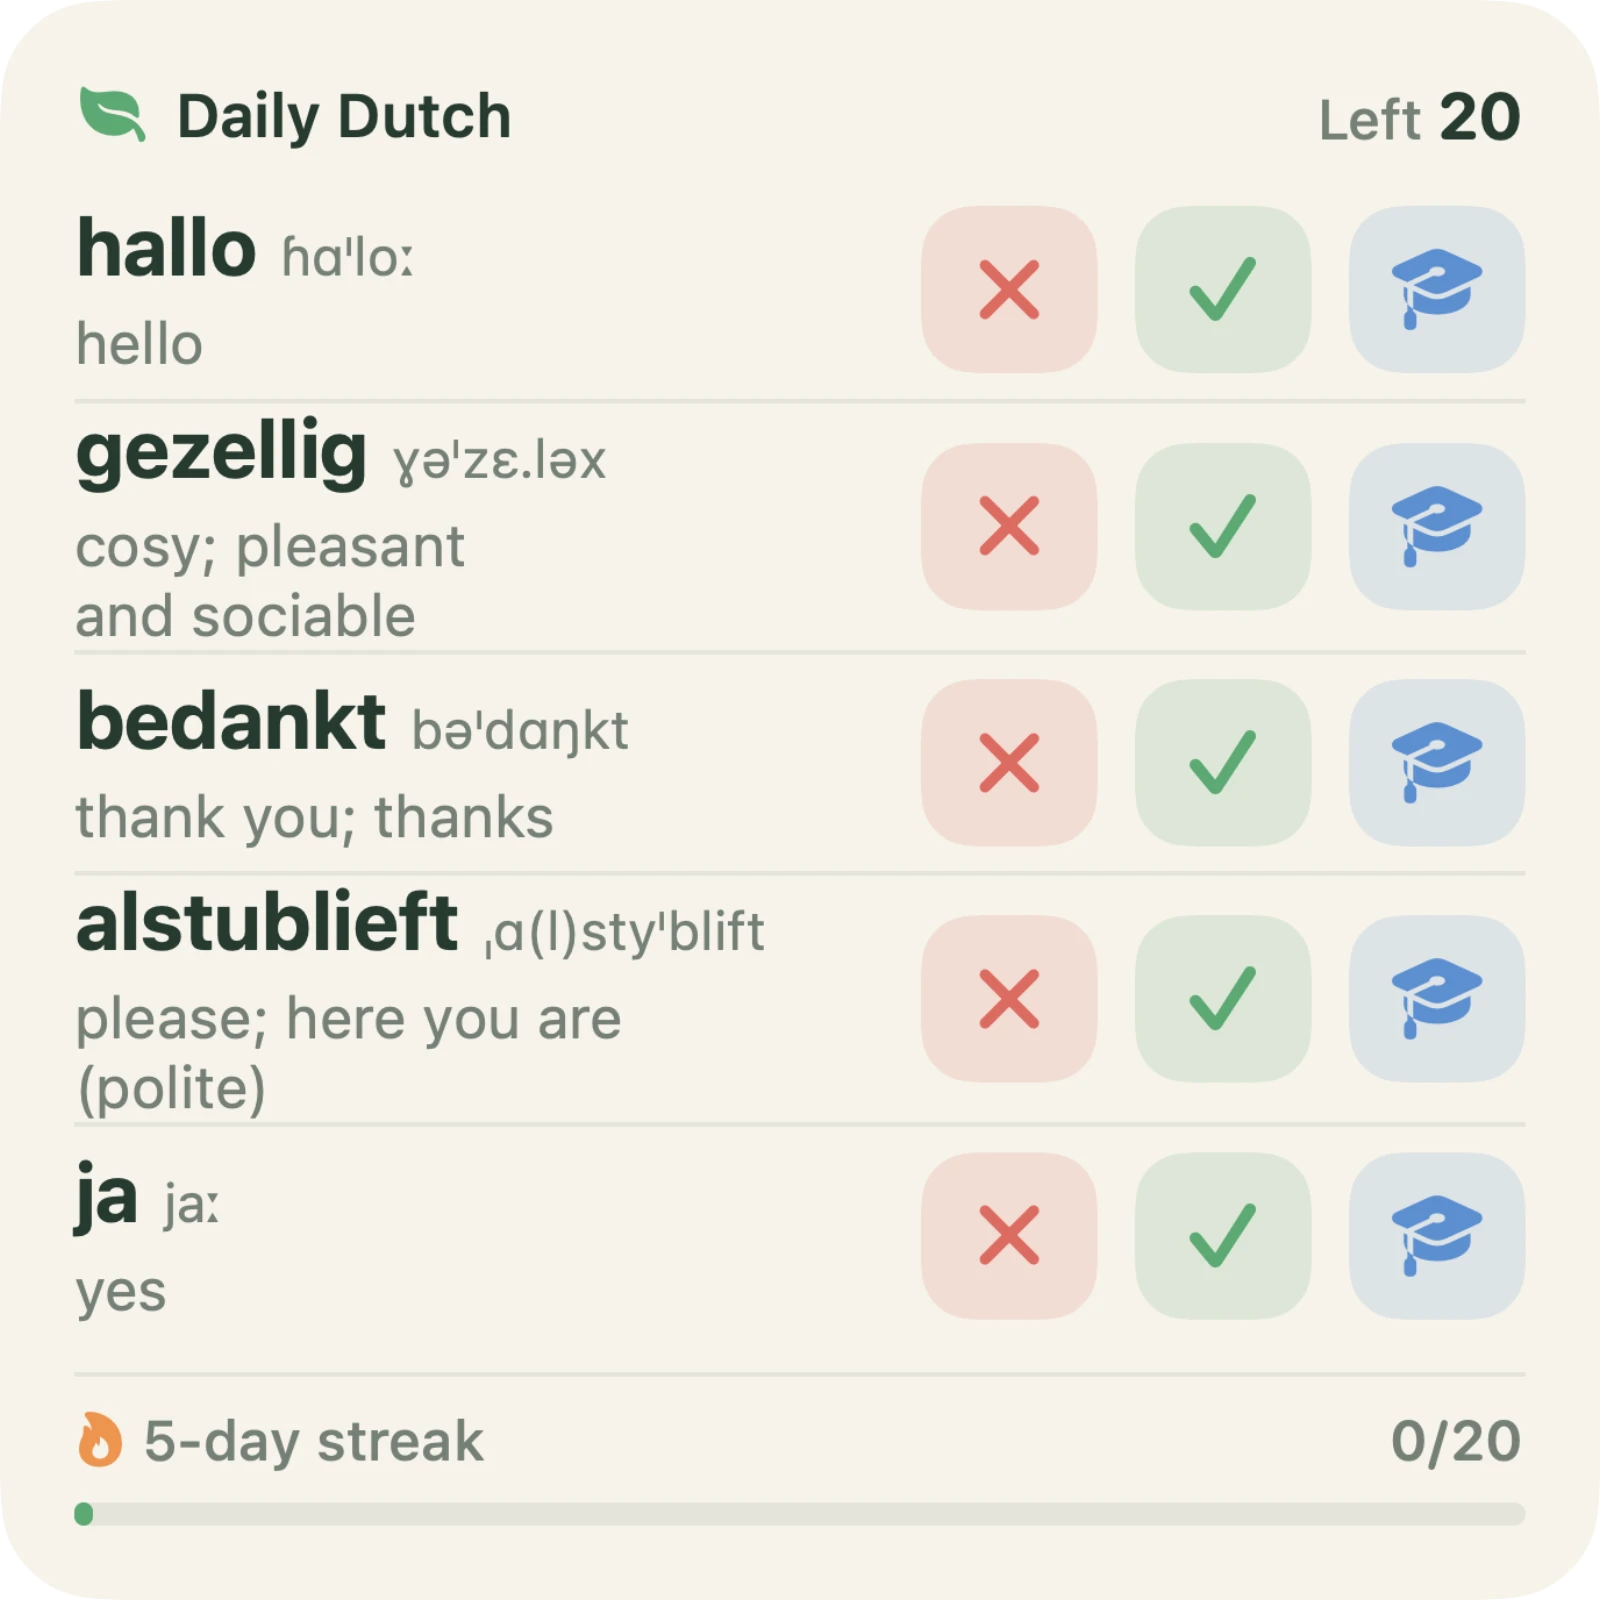 Daily Dutch
Left 20
hallo ɦɑˈloː
hello
gezellig ɣəˈzɛ.ləx
cosy; pleasant
and sociable
bedankt bəˈdɑŋkt
thank you; thanks
alstublieft ˌɑ(l)styˈblift
please; here you are
(polite)
ja jaː
yes
5-day streak
0/20